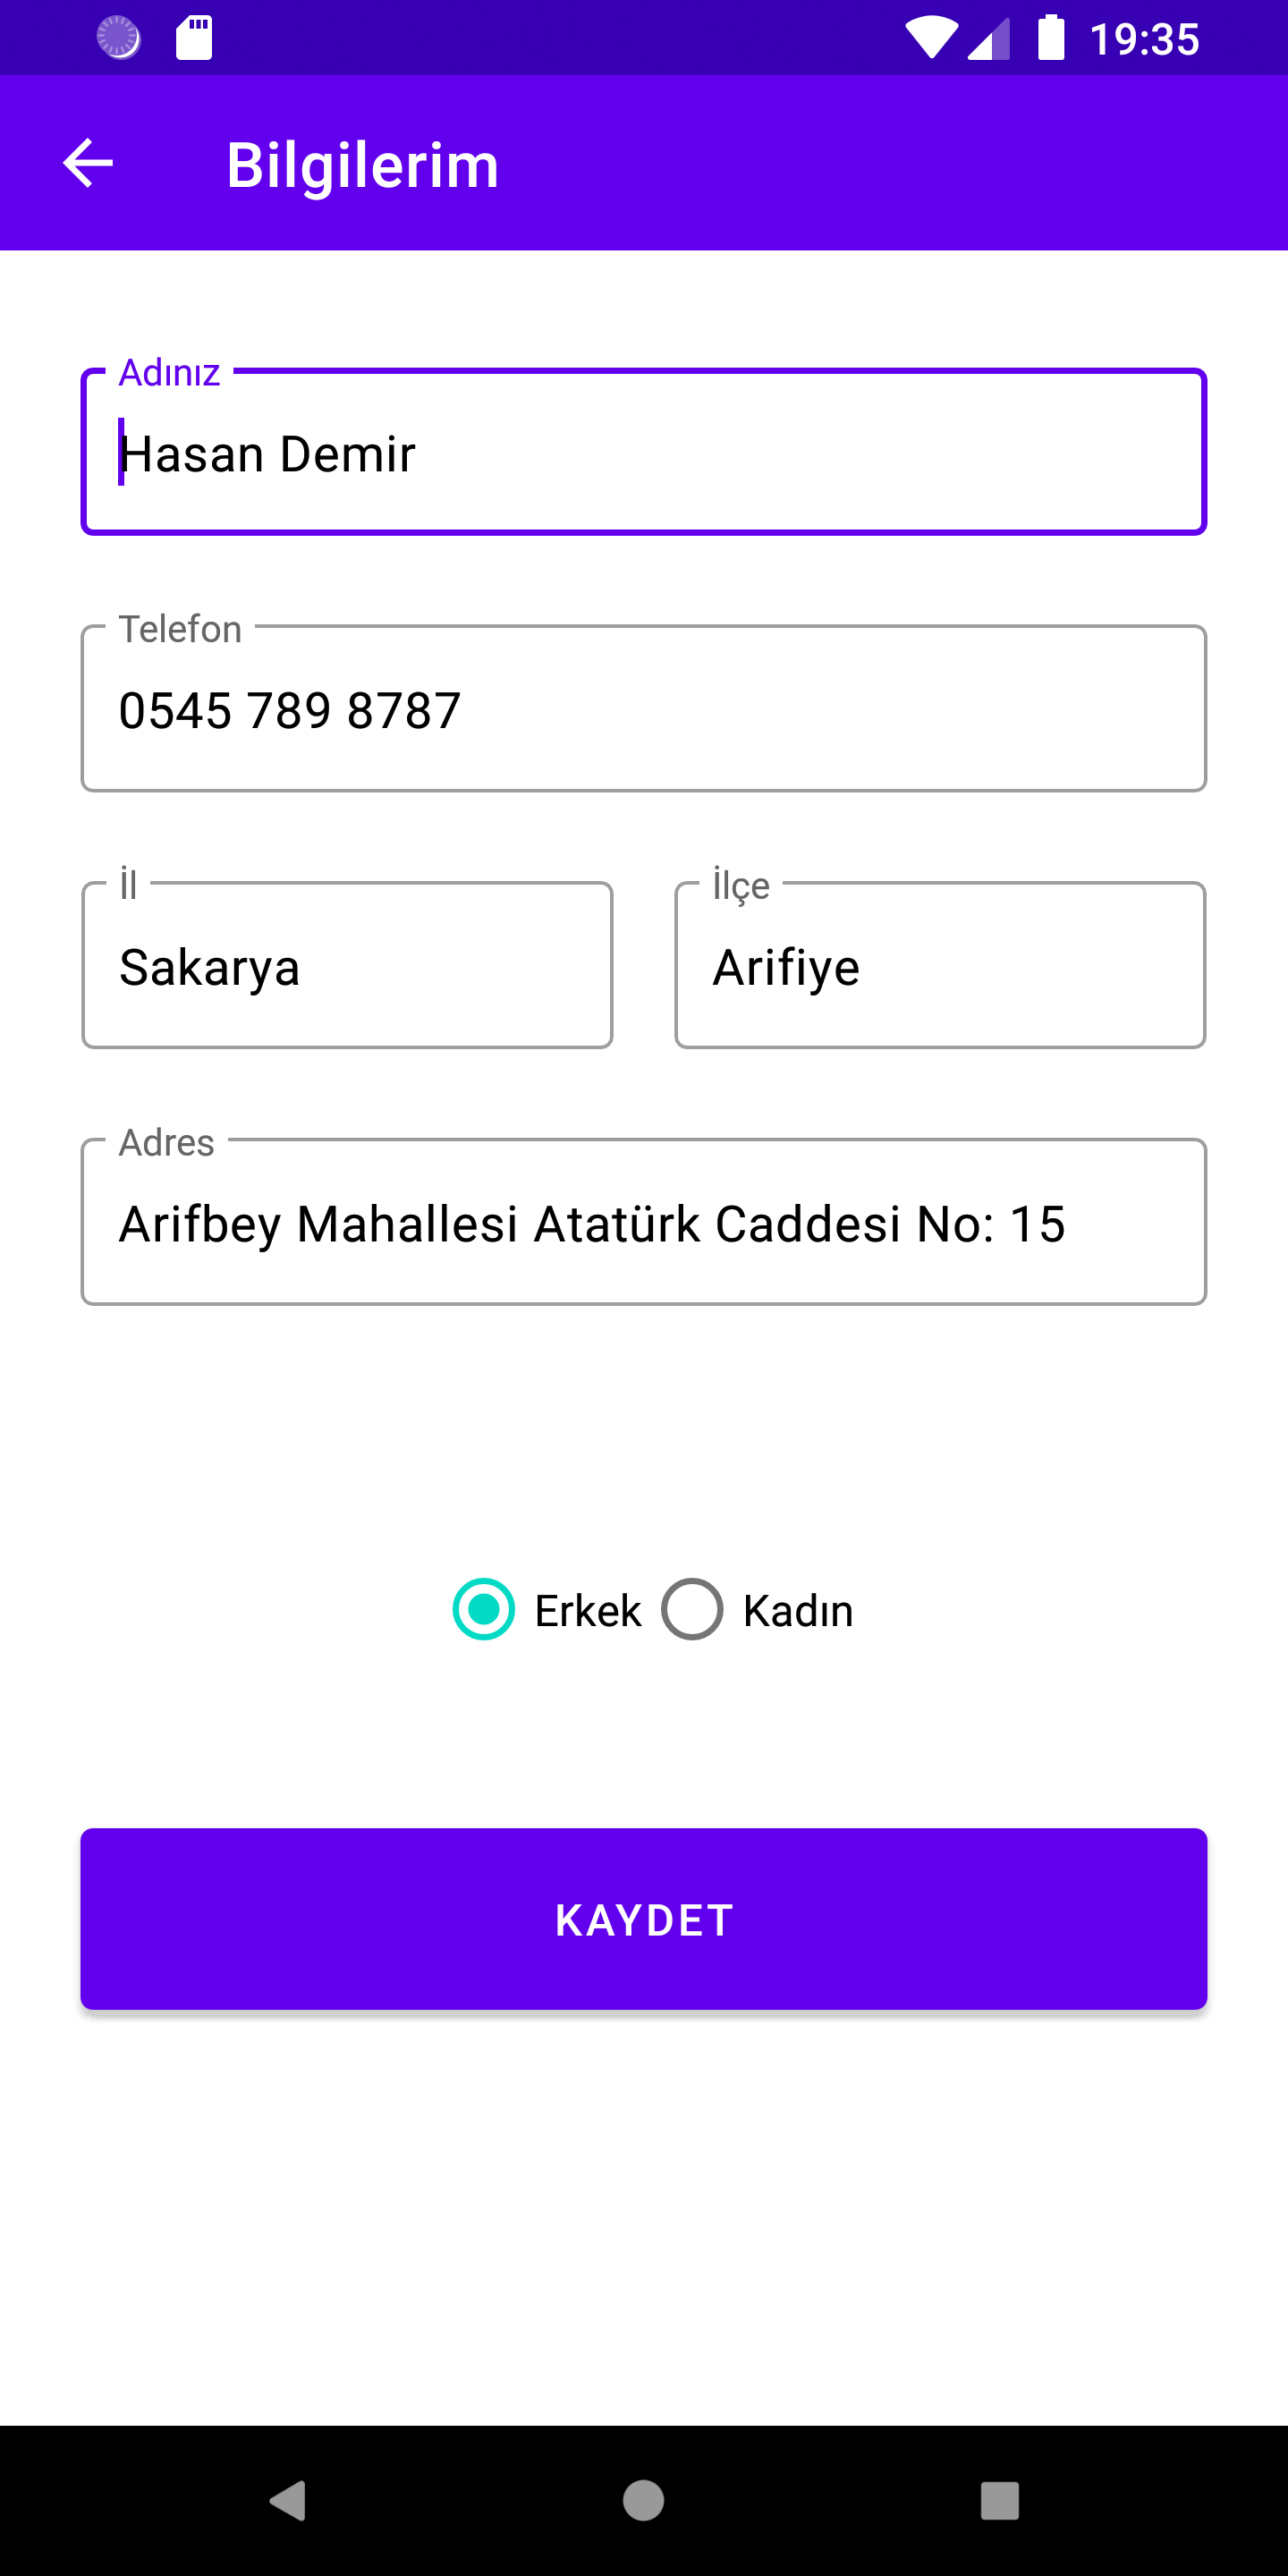 19:35
Bilgilerim
Adınız
Hasan Demir
Telefon
0545 789 8787
İl
Sakarya
İlçe
Arifiye
Adres
Arifbey Mahallesi Atatürk Caddesi No: 15
Erkek Kadın
KAYDET